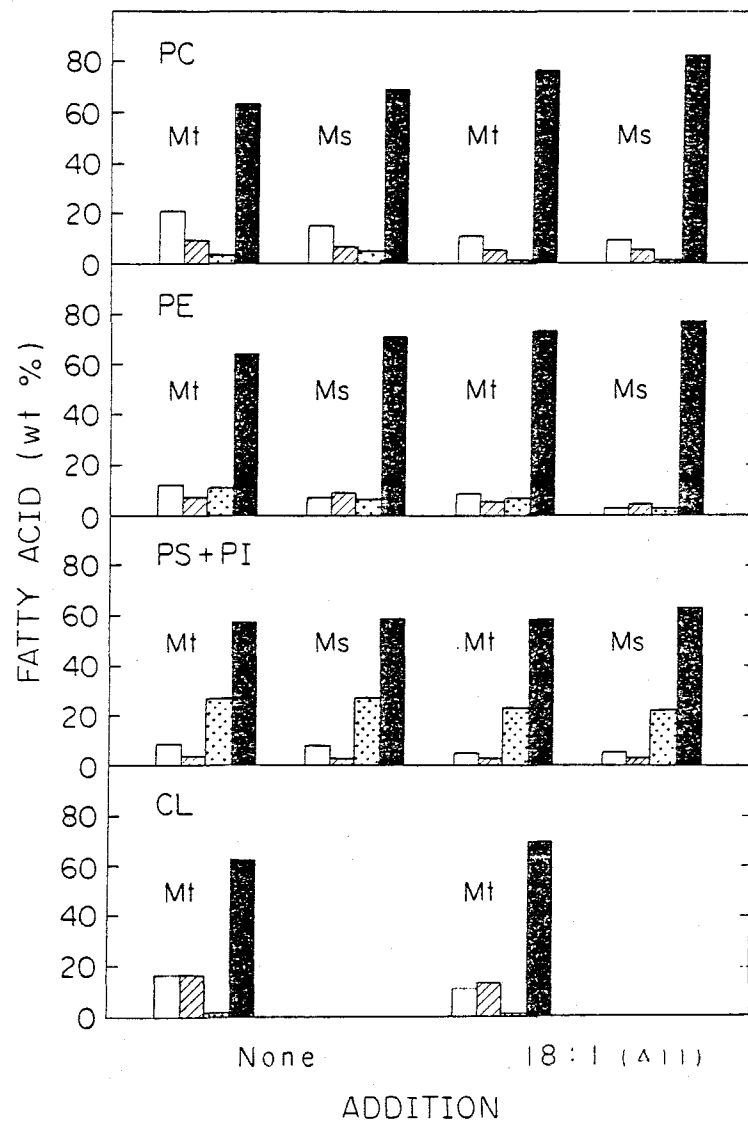 FATTY ACID (wt %)
PC
80
60
40
20
0
Mt Ms Mt Ms
PE
80
60
40
20
0
Mt Ms Mt Ms
PS+PI
80
60
40
20
0
Mt Ms Mt Ms
CL
80
60
40
20
0
Mt Mt
None 18:1 (Δ11)
ADDITION